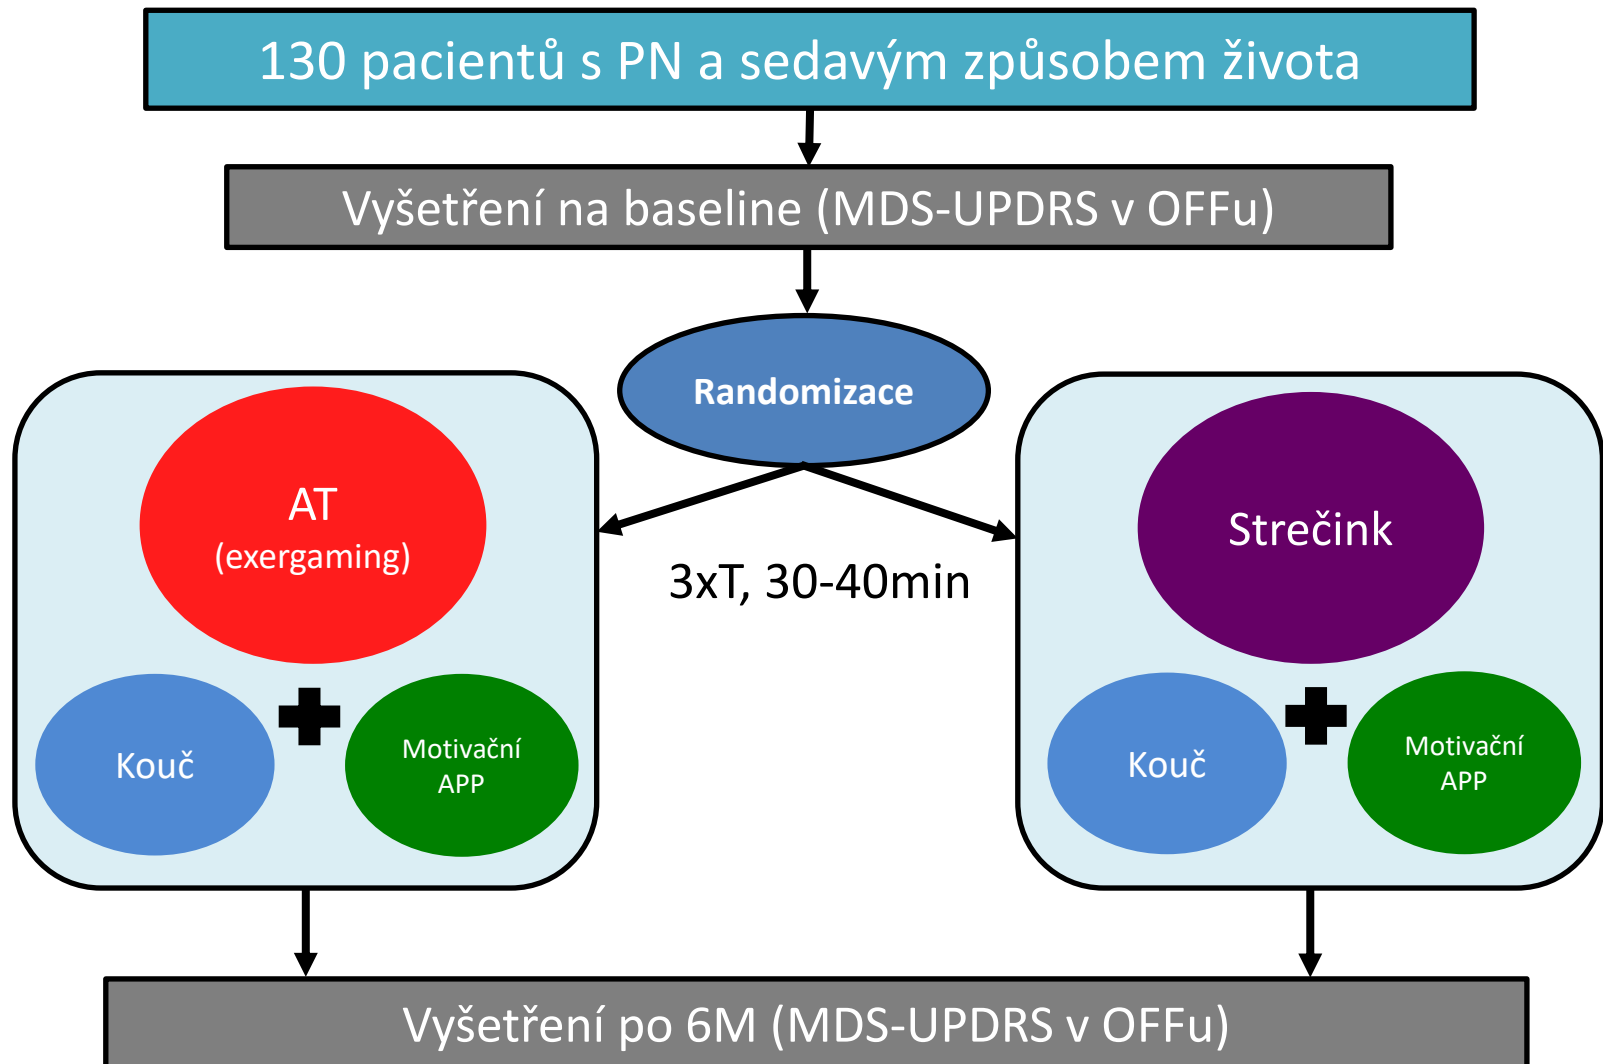 130 pacientů s PN a sedavým způsobem života
Vyšetření na baseline (MDS-UPDRS v OFFu)
Randomizace
AT
(exergaming)
Strečink
3xT, 30-40min
Kouč
Motivační
APP
Kouč
Motivační
APP
Vyšetření po 6M (MDS-UPDRS v OFFu)